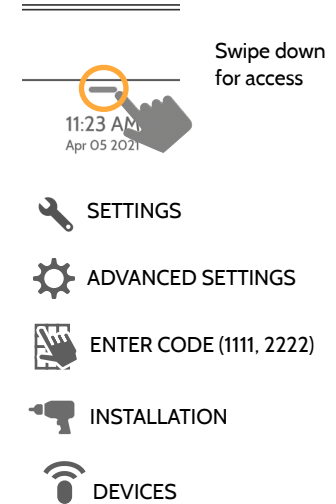 Swipe down
for access
11:23 AM
Apr 05 2021
SETTINGS
ADVANCED SETTINGS
ENTER CODE (1111, 2222)
INSTALLATION
DEVICES